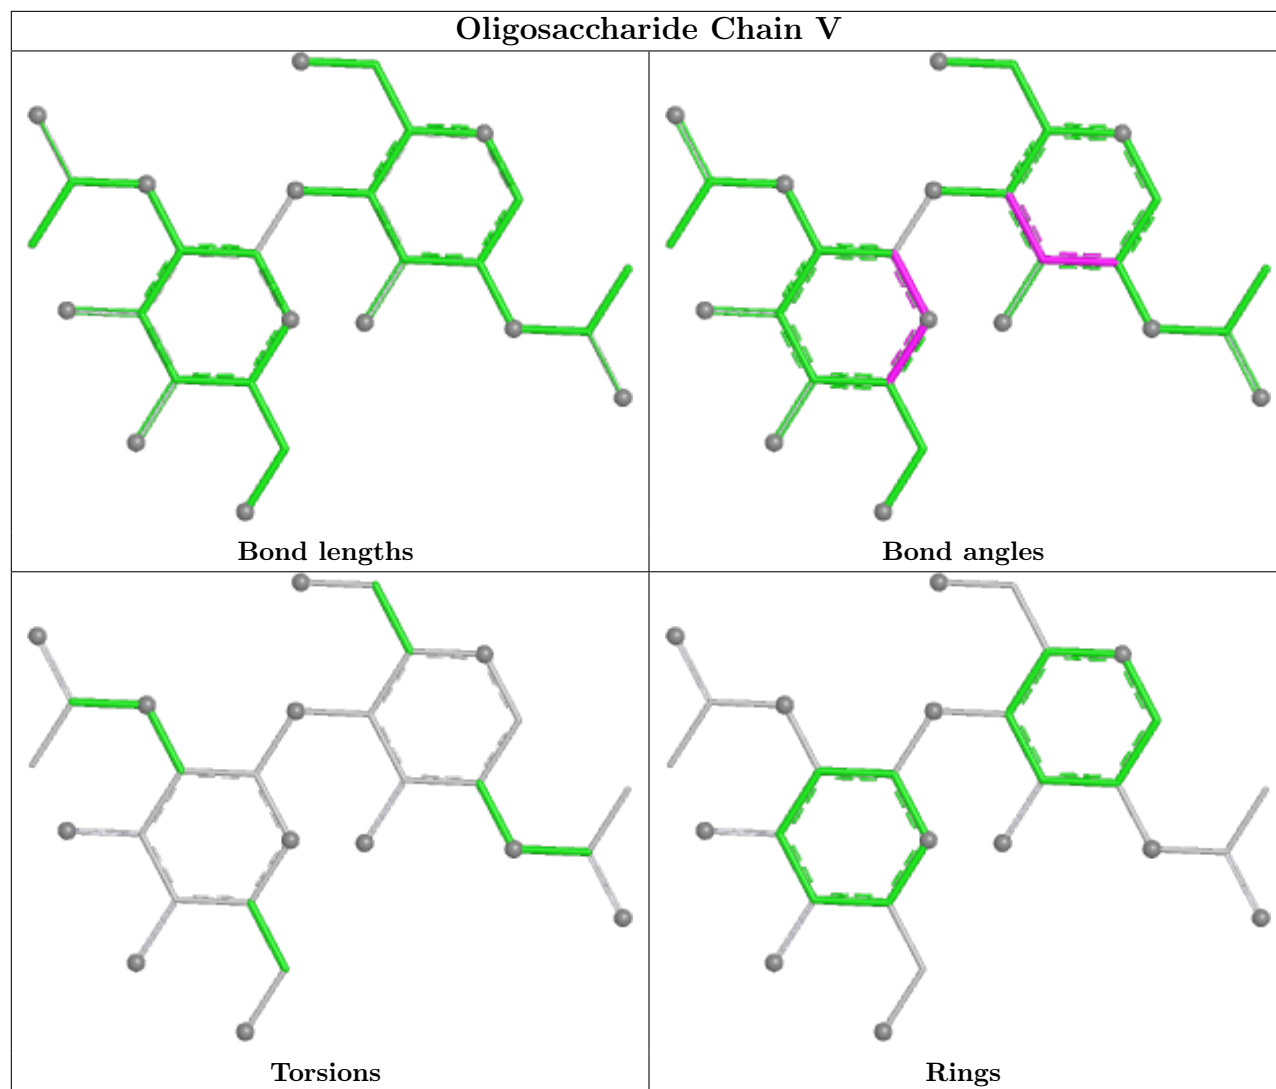 Oligosaccharide Chain V
Bond lengths
Bond angles
Torsions
Rings